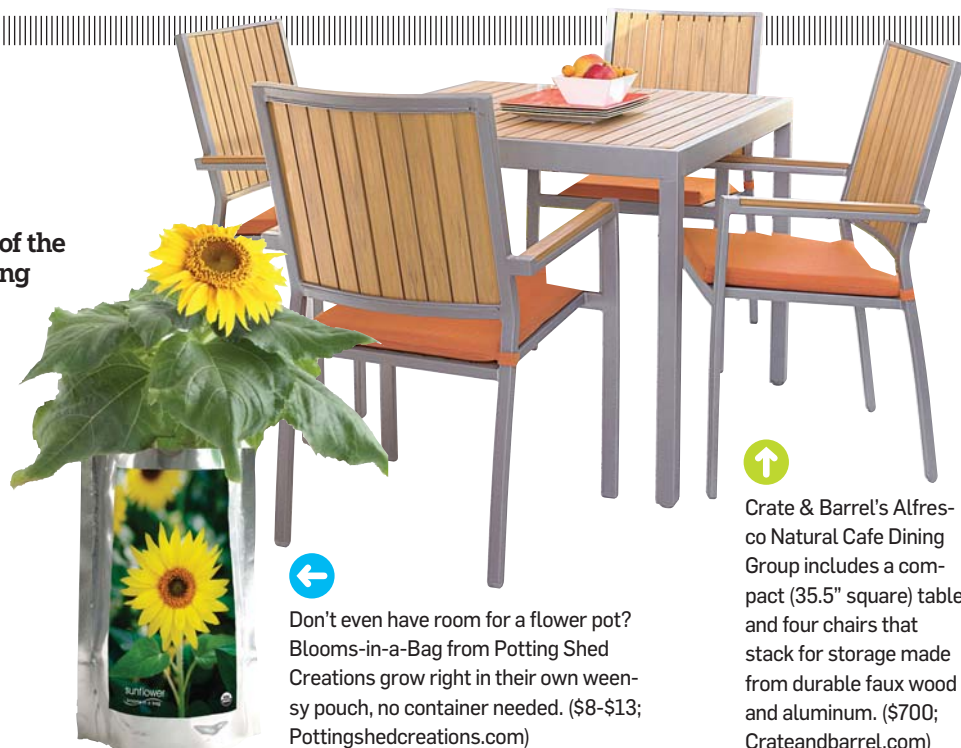 of the
ng
sunflower
Don't even have room for a flower pot?
Blooms-in-a-Bag from Potting Shed
Creations grow right in their own ween-
sy pouch, no container needed. ($8-$13;
Pottingshedcreations.com)
Crate & Barrel's Alfres-
co Natural Cafe Dining
Group includes a com-
pact (35.5" square) table
and four chairs that
stack for storage made
from durable faux wood
and aluminum. ($700;
Crateandbarrel.com)